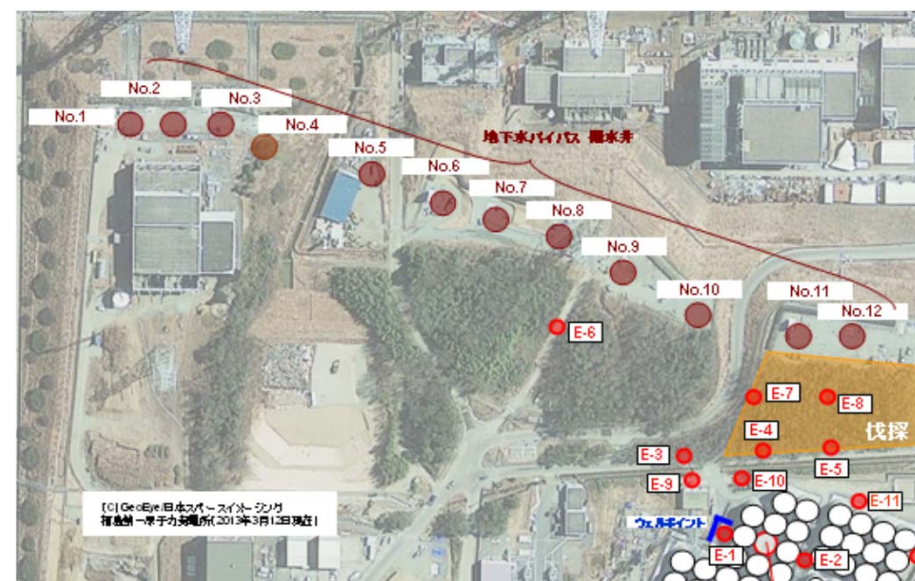 No.1
No.2
No.3
No.4
No.5
No.6
No.7
No.8
No.9
No.10
No.11
No.12
地下水バイパス 揚水井
E-6
E-7
E-8
伐採
E-4
E-5
E-3
E-9
E-10
E-11
ウェルポイント
E-1
E-2
(C)GeoEye/日本スペースイメージング
福島第一原子力発電所(2013年3月12日現在)